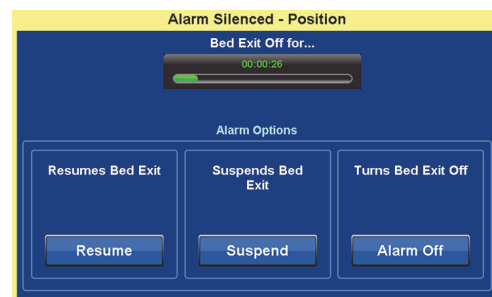 Alarm Silenced - Position
Bed Exit Off for...
00:00:26
Alarm Options
Resumes Bed Exit
Suspends Bed
Exit
Turns Bed Exit Off
Resume
Suspend
Alarm Off